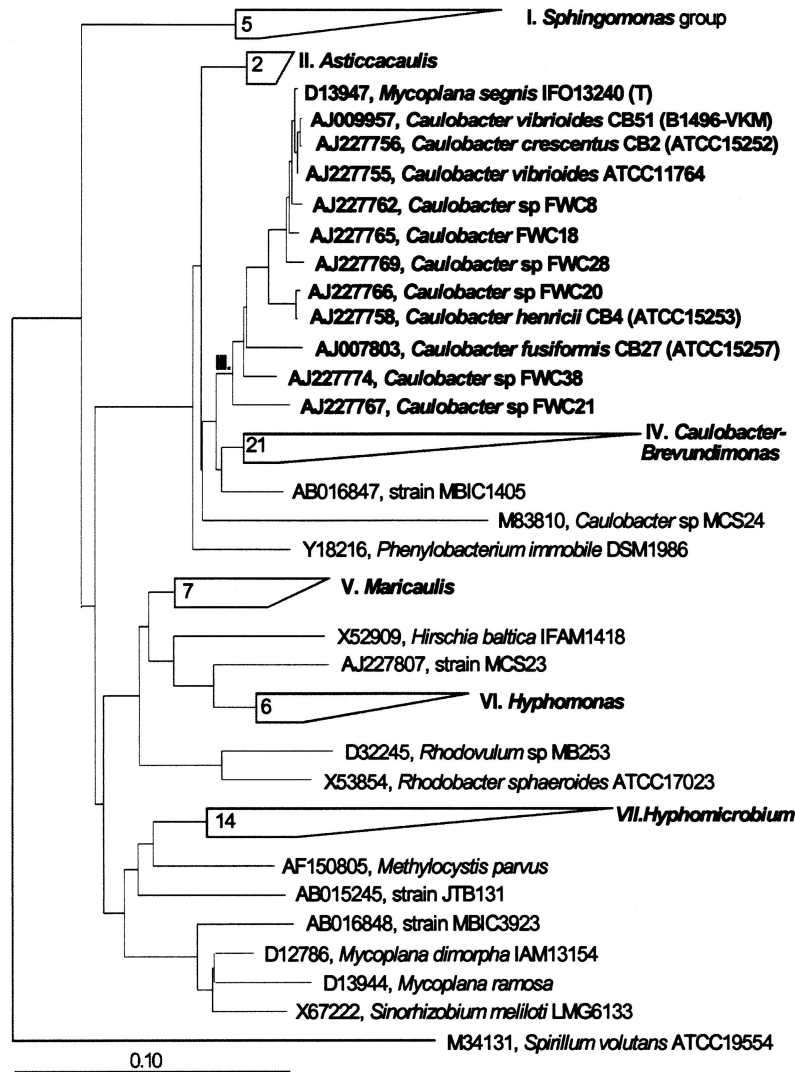 5
I. Sphingomonas group
2
II. Asticcacaulis
D13947, Mycoplana segnis IFO13240 (T)
AJ009957, Caulobacter vibrioides CB51 (B1496-VKM)
AJ227756, Caulobacter crescentus CB2 (ATCC15252)
AJ227755, Caulobacter vibrioides ATCC11764
AJ227762, Caulobacter sp FWC8
AJ227765, Caulobacter FWC18
AJ227769, Caulobacter sp FWC28
AJ227766, Caulobacter sp FWC20
AJ227758, Caulobacter henricii CB4 (ATCC15253)
AJ007803, Caulobacter fusiformis CB27 (ATCC15257)
III.
AJ227774, Caulobacter sp FWC38
AJ227767, Caulobacter sp FWC21
21
IV. Caulobacter-
Brevundimonas
AB016847, strain MBIC1405
M83810, Caulobacter sp MCS24
Y18216, Phenylobacterium immobile DSM1986
7
V. Maricaulis
X52909, Hirschia baltica IFAM1418
AJ227807, strain MCS23
6
VI. Hyphomonas
D32245, Rhodovulum sp MB253
X53854, Rhodobacter sphaeroides ATCC17023
14
VII.Hyphomicrobium
AF150805, Methylocystis parvus
AB015245, strain JTB131
AB016848, strain MBIC3923
D12786, Mycoplana dimorpha IAM13154
D13944, Mycoplana ramosa
X67222, Sinorhizobium meliloti LMG6133
M34131, Spirillum volutans ATCC19554
0.10